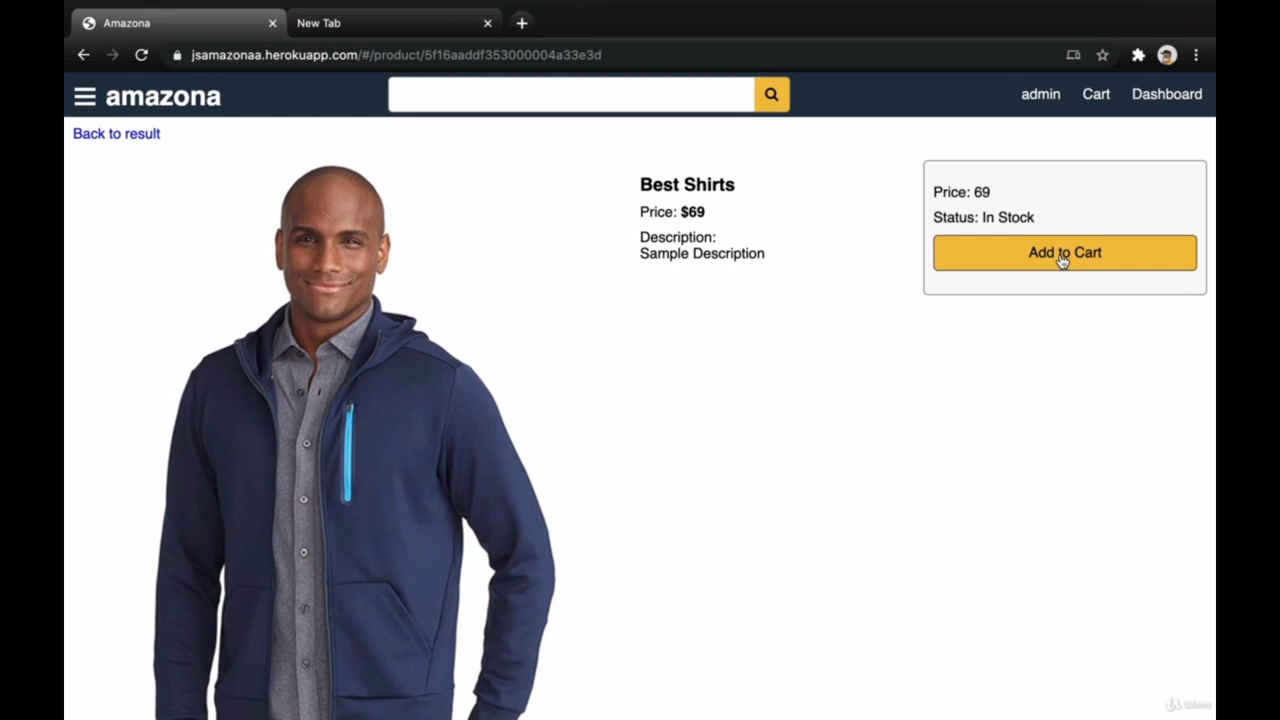 Amazona
New Tab
jsamazonaa.herokuapp.com/#/product/5f16aaddf353000004a33e3d
amazona
admin Cart Dashboard
Back to result
Best Shirts
Price: $69
Description:
Sample Description
Price: 69
Status: In Stock
Add to Cart
Udemy